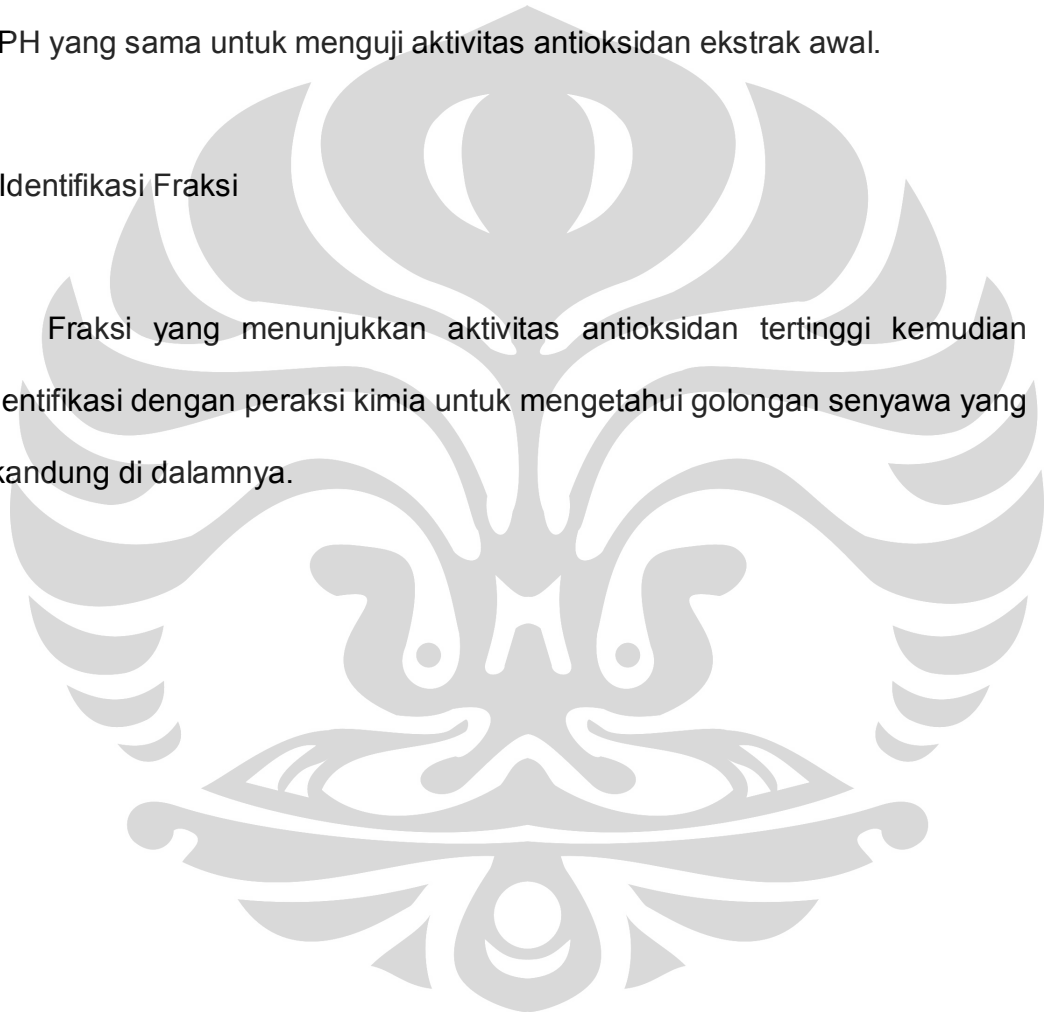 PH yang sama untuk menguji aktivitas antioksidan ekstrak awal.
Identifikasi Fraksi
Fraksi yang menunjukkan aktivitas antioksidan tertinggi kemudian
entifikasi dengan peraksi kimia untuk mengetahui golongan senyawa yang
kandung di dalamnya.